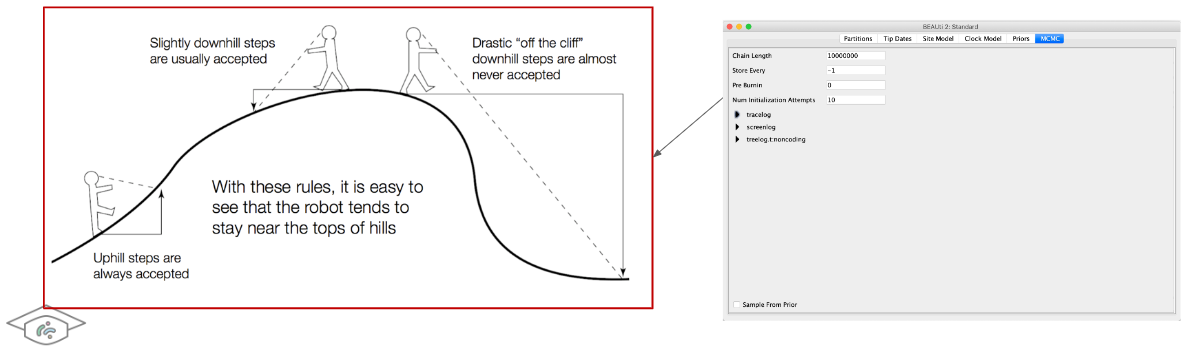 Slightly downhill steps
are usually accepted
Drastic “off the cliff”
downhill steps are almost
never accepted
With these rules, it is easy to
see that the robot tends to
stay near the tops of hills
Uphill steps are
always accepted
BEAUti 2: Standard
Partitions Tip Dates Site Model Clock Model Priors MCMC
Chain Length 10000000
Store Every -1
Pre Burnin 0
Num Initialization Attempts 10
tracelog
screenlog
treelog.t:noncoding
Sample From Prior